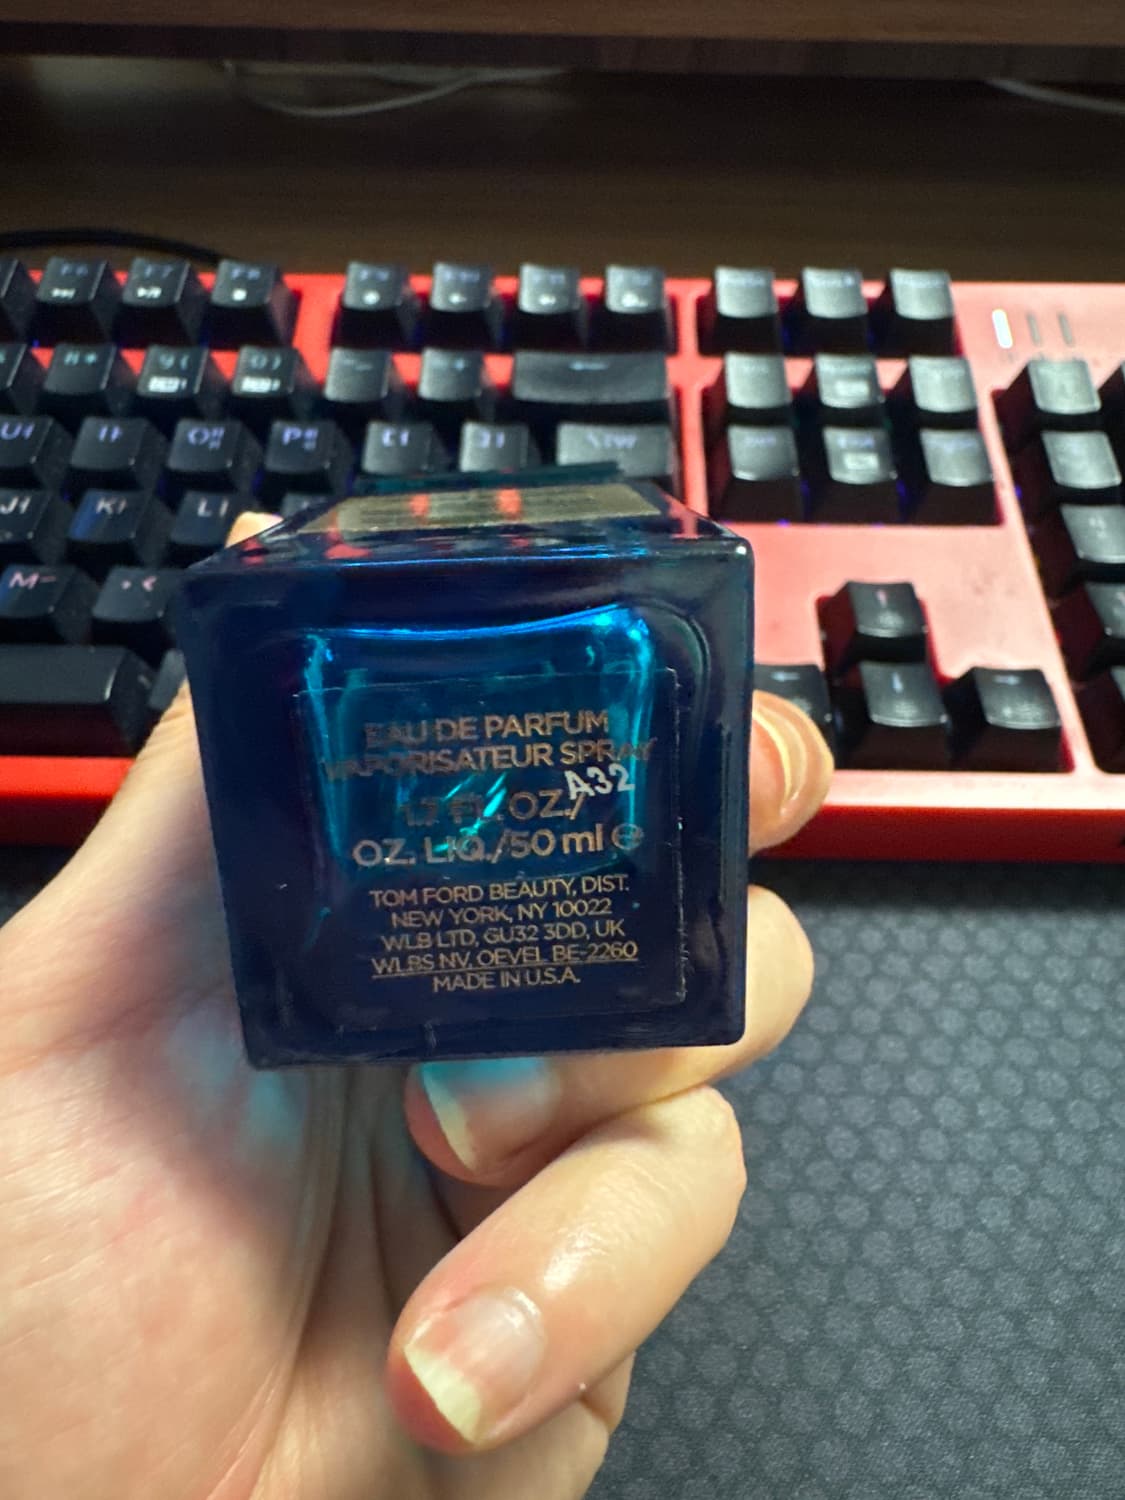 EAU DE PARFUM
VAPORISATEUR SPRAY
A32
1.7 FL. OZ./
OZ. LIQ./50 ml ℮
TOM FORD BEAUTY, DIST.
NEW YORK, NY 10022
WLB LTD, GU32 3DD, UK
WLBS NV, OEVEL BE-2260
MADE IN U.S.A.